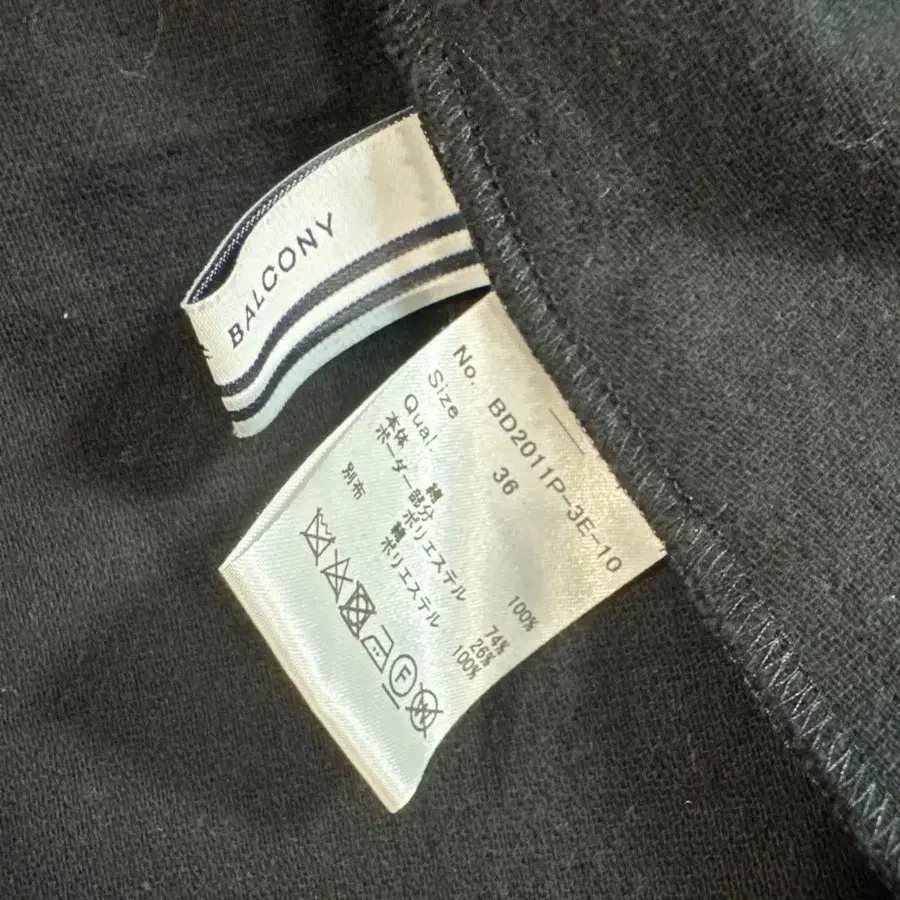 BALCONY
No. BD2011P-3E-10
Size 36
Qual.
本体 綿 100%
ボーダー部分 ポリエステル 74%
綿 26%
別布 ポリエステル 100%
F W